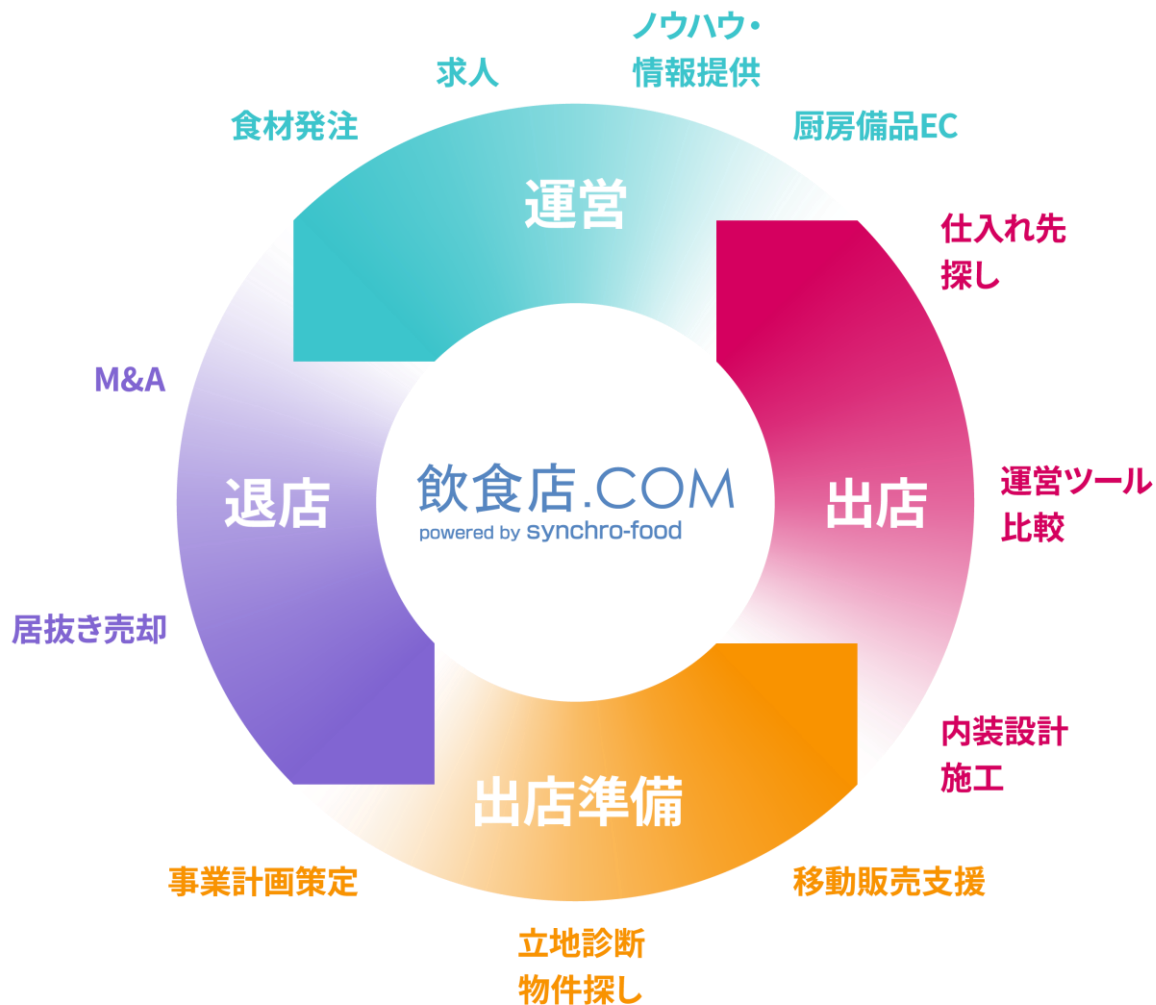 ノウハウ・
情報提供
求人
食材発注
厨房備品EC
運営
仕入れ先
探し
M&A
運営ツール
比較
退店
飲食店.COM
powered by synchro-food
出店
居抜き売却
内装設計
施工
出店準備
事業計画策定
移動販売支援
立地診断
物件探し